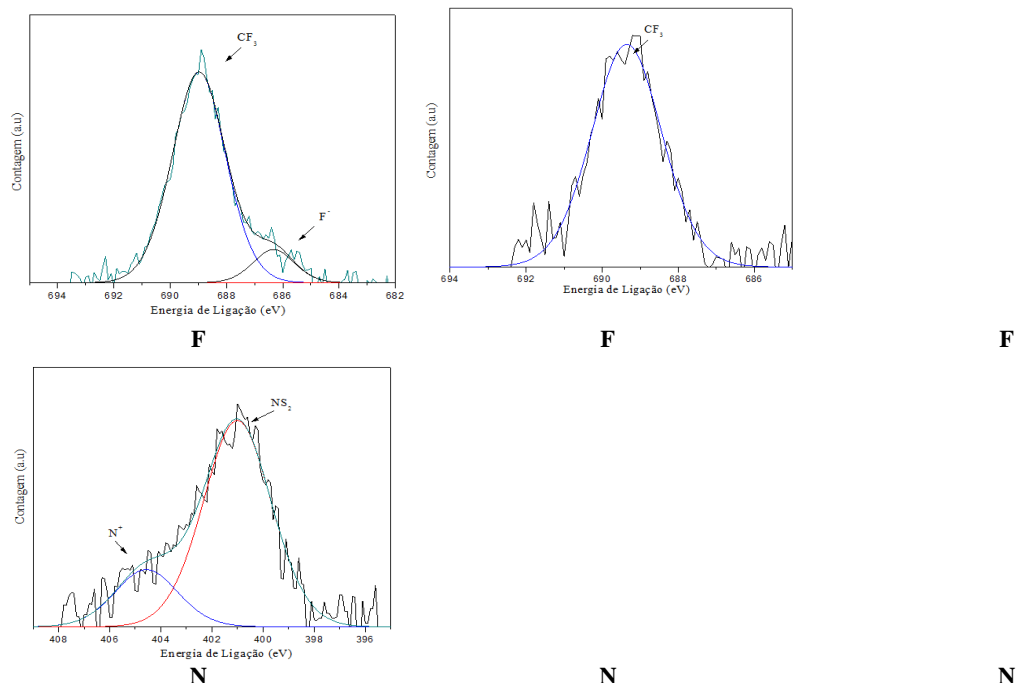 CF₃
F⁻
Contagem (a.u)
694 692 690 688 686 684 682
Energia de Ligação (eV)
F
CF₃
Contagem (a.u)
694 692 690 688 686
Energia de Ligação (eV)
F
F
NS₂
N⁺
Contagem (a.u)
408 406 404 402 400 398 396
Energia de Ligação (eV)
N
N
N